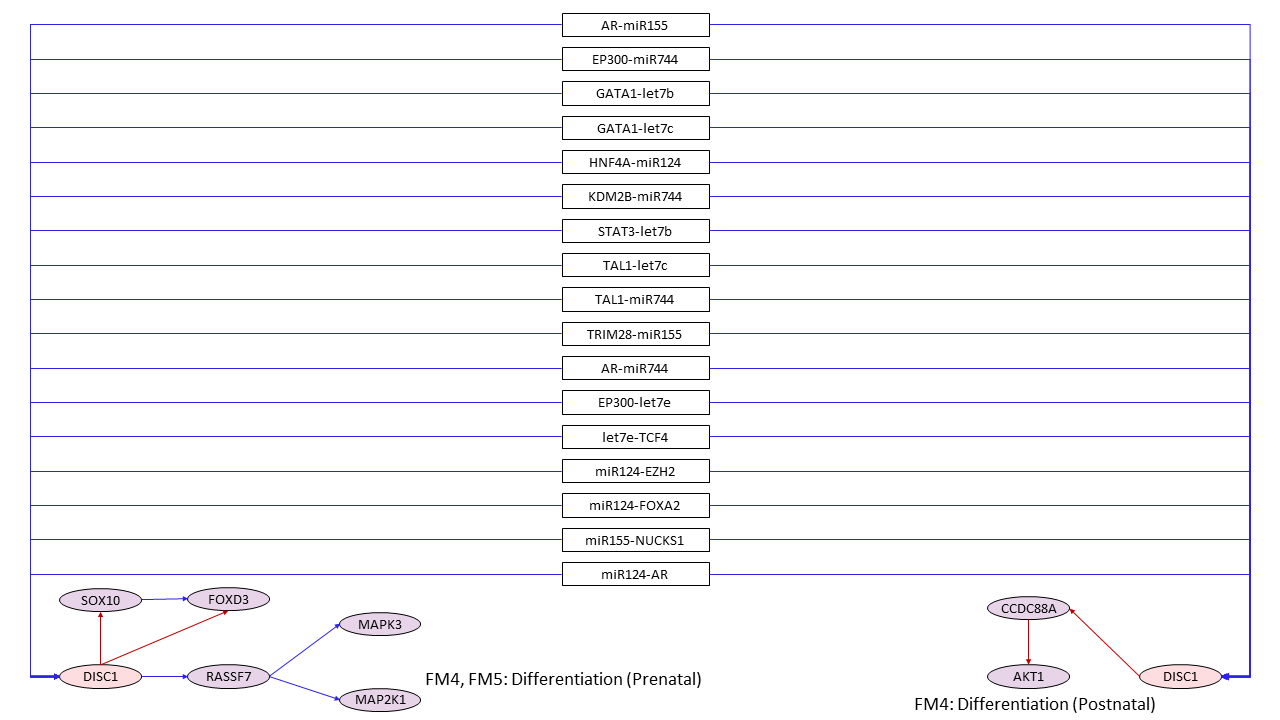 AR-miR155
EP300-miR744
GATA1-let7b
GATA1-let7c
HNF4A-miR124
KDM2B-miR744
STAT3-let7b
TAL1-let7c
TAL1-miR744
TRIM28-miR155
AR-miR744
EP300-let7e
let7e-TCF4
miR124-EZH2
miR124-FOXA2
miR155-NUCKS1
miR124-AR
SOX10
FOXD3
MAPK3
DISC1
RASSF7
MAP2K1
FM4, FM5: Differentiation (Prenatal)
CCDC88A
AKT1
DISC1
FM4: Differentiation (Postnatal)